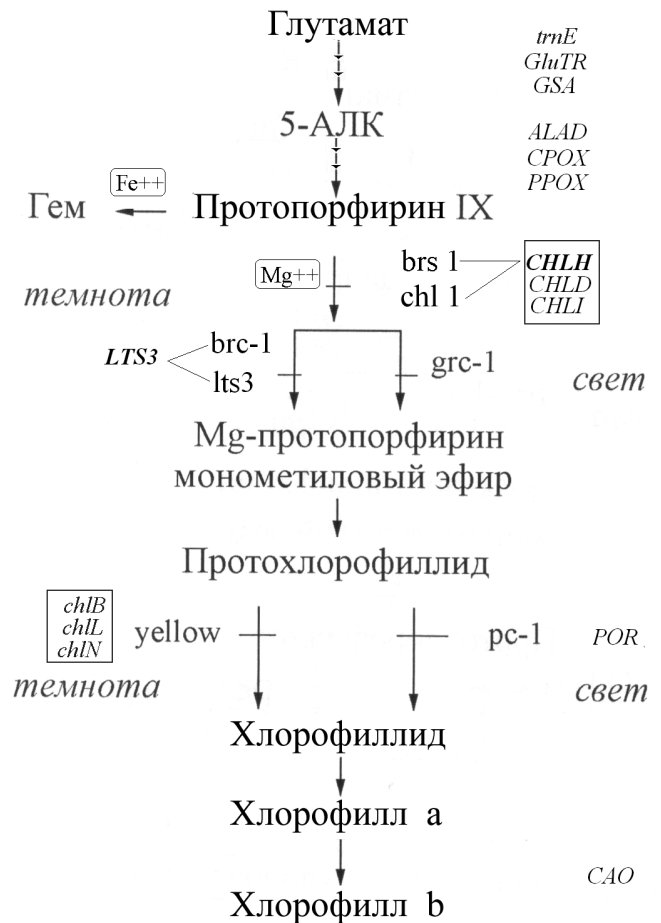 Глутамат
trnE
GluTR
GSA
5-АЛК
ALAD
CPOX
PPOX
Fe++
Гем
Протопорфирин IX
Mg++
brs 1
chl 1
CHLH
CHLD
CHLI
темнота
LTS3
brc-1
lts3
grc-1
свет
Mg-протопорфирин
монометиловый эфир
Протохлорофиллид
chlB
chlL
chlN
yellow
pc-1
POR
темнота
свет
Хлорофиллид
Хлорофилл a
CAO
Хлорофилл b